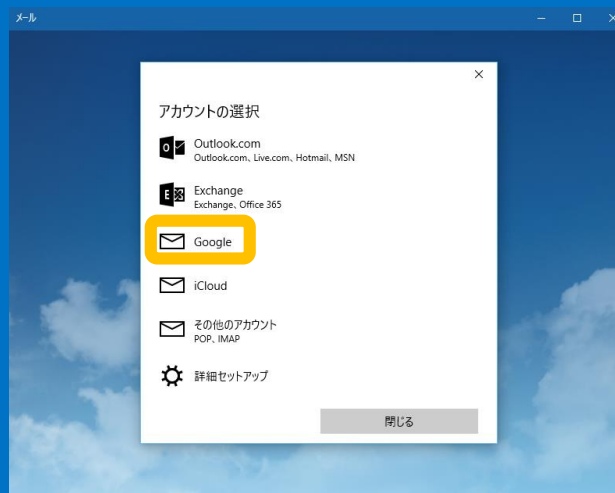 メール
アカウントの選択
Outlook.com
Outlook.com、Live.com、Hotmail、MSN
Exchange
Exchange、Office 365
Google
iCloud
その他のアカウント
POP、IMAP
詳細セットアップ
閉じる